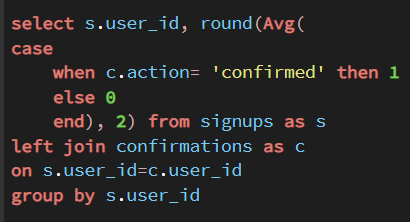 select s.user_id, round(Avg(
case
    when c.action= 'confirmed' then 1
    else 0
    end), 2) from signups as s
left join confirmations as c
on s.user_id=c.user_id
group by s.user_id